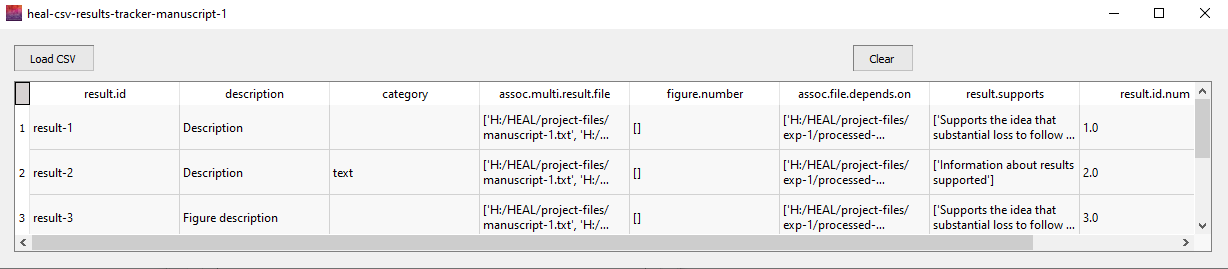 heal-csv-results-tracker-manuscript-1
Load CSV
Clear
result.id description category assoc.multi.result.file figure.number assoc.file.depends.on result.supports result.id.num
1 result-1 Description ['H:/HEAL/project-files/ manuscript-1.txt', 'H:/... [] ['H:/HEAL/project-files/ exp-1/processed-... ['Supports the idea that substantial loss to follow ... 1.0
2 result-2 Description text ['H:/HEAL/project-files/ manuscript-1.txt', 'H:/... [] ['H:/HEAL/project-files/ exp-1/processed-... ['Information about results supported'] 2.0
3 result-3 Figure description ['H:/HEAL/project-files/ manuscript-1.txt', 'H:/... [] ['H:/HEAL/project-files/ exp-1/processed-... ['Supports the idea that substantial loss to follow ... 3.0